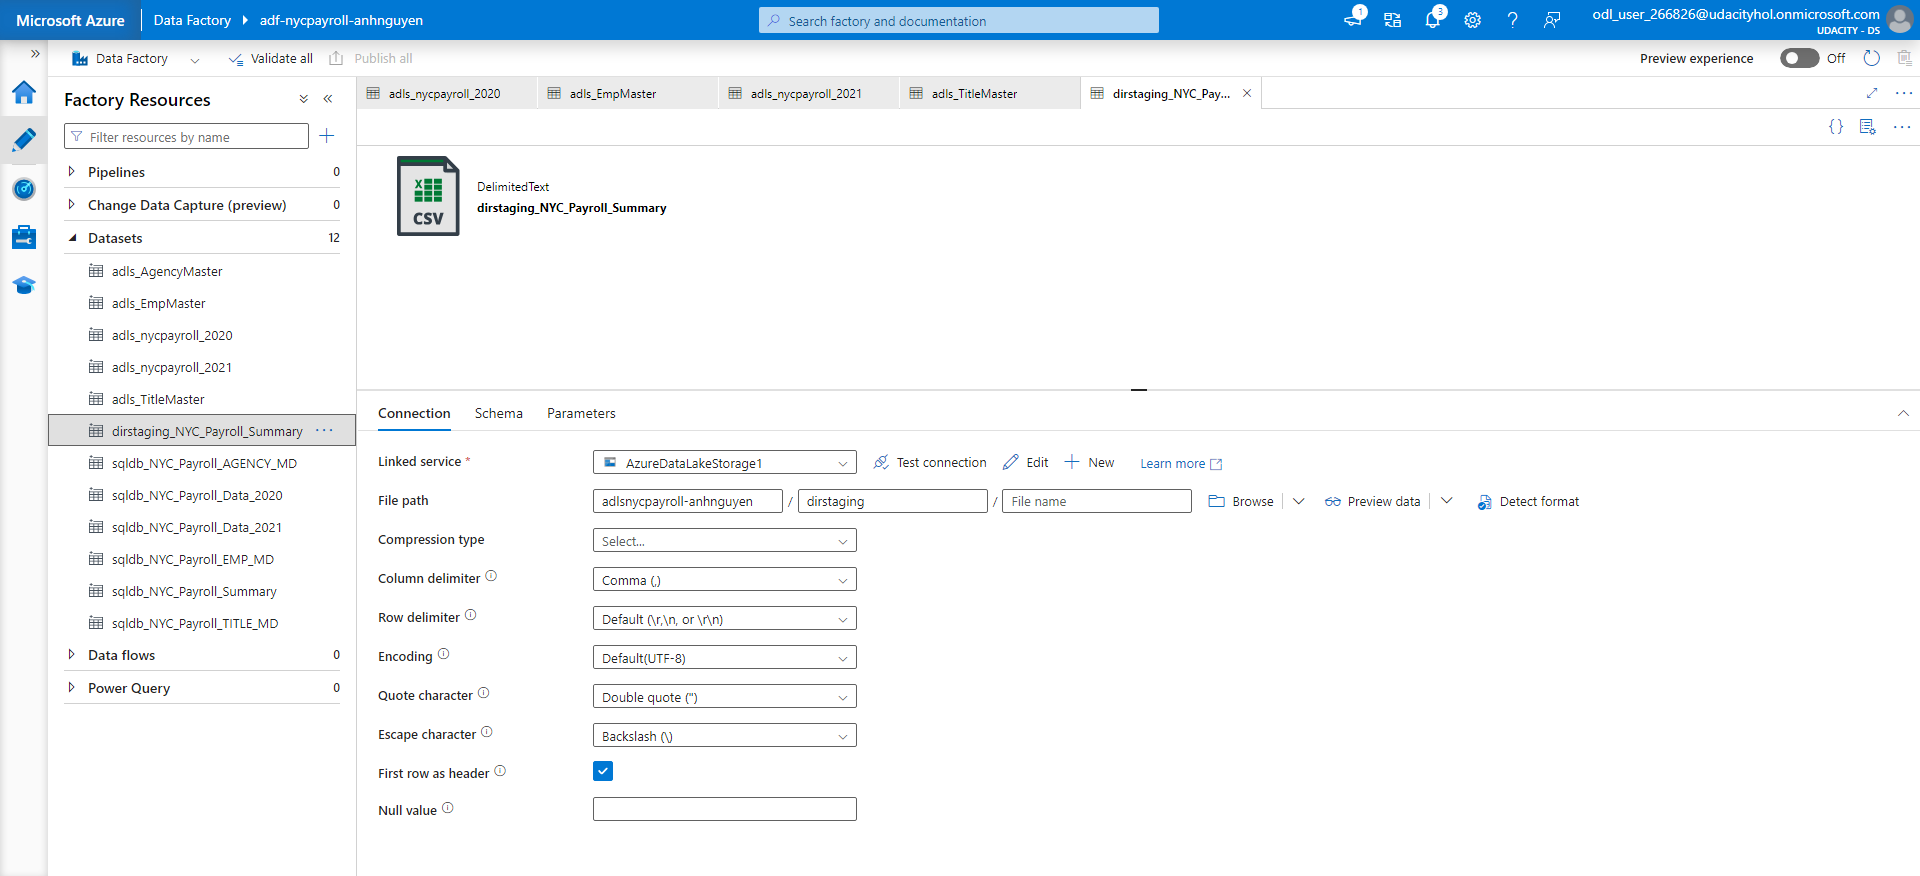 Microsoft Azure
Data Factory
adf-nycpayroll-anhnguyen
Search factory and documentation
1
3
odl_user_266826@udacityhol.onmicrosoft.com
UDACITY - DS
Data Factory
Validate all
Publish all
Preview experience
Off
Factory Resources
Filter resources by name
Pipelines 0
Change Data Capture (preview) 0
Datasets 12
adls_AgencyMaster
adls_EmpMaster
adls_nycpayroll_2020
adls_nycpayroll_2021
adls_TitleMaster
dirstaging_NYC_Payroll_Summary
sqldb_NYC_Payroll_AGENCY_MD
sqldb_NYC_Payroll_Data_2020
sqldb_NYC_Payroll_Data_2021
sqldb_NYC_Payroll_EMP_MD
sqldb_NYC_Payroll_Summary
sqldb_NYC_Payroll_TITLE_MD
Data flows 0
Power Query 0
adls_nycpayroll_2020
adls_EmpMaster
adls_nycpayroll_2021
adls_TitleMaster
dirstaging_NYC_Pay...
X
CSV
DelimitedText
dirstaging_NYC_Payroll_Summary
Connection
Schema
Parameters
Linked service *
AzureDataLakeStorage1
Test connection
Edit
New
Learn more
File path
adlsnycpayroll-anhnguyen / dirstaging / File name
Browse
Preview data
Detect format
Compression type
Select...
Column delimiter
Comma (,)
Row delimiter
Default (\r,\n, or \r\n)
Encoding
Default(UTF-8)
Quote character
Double quote (")
Escape character
Backslash (\)
First row as header
Null value